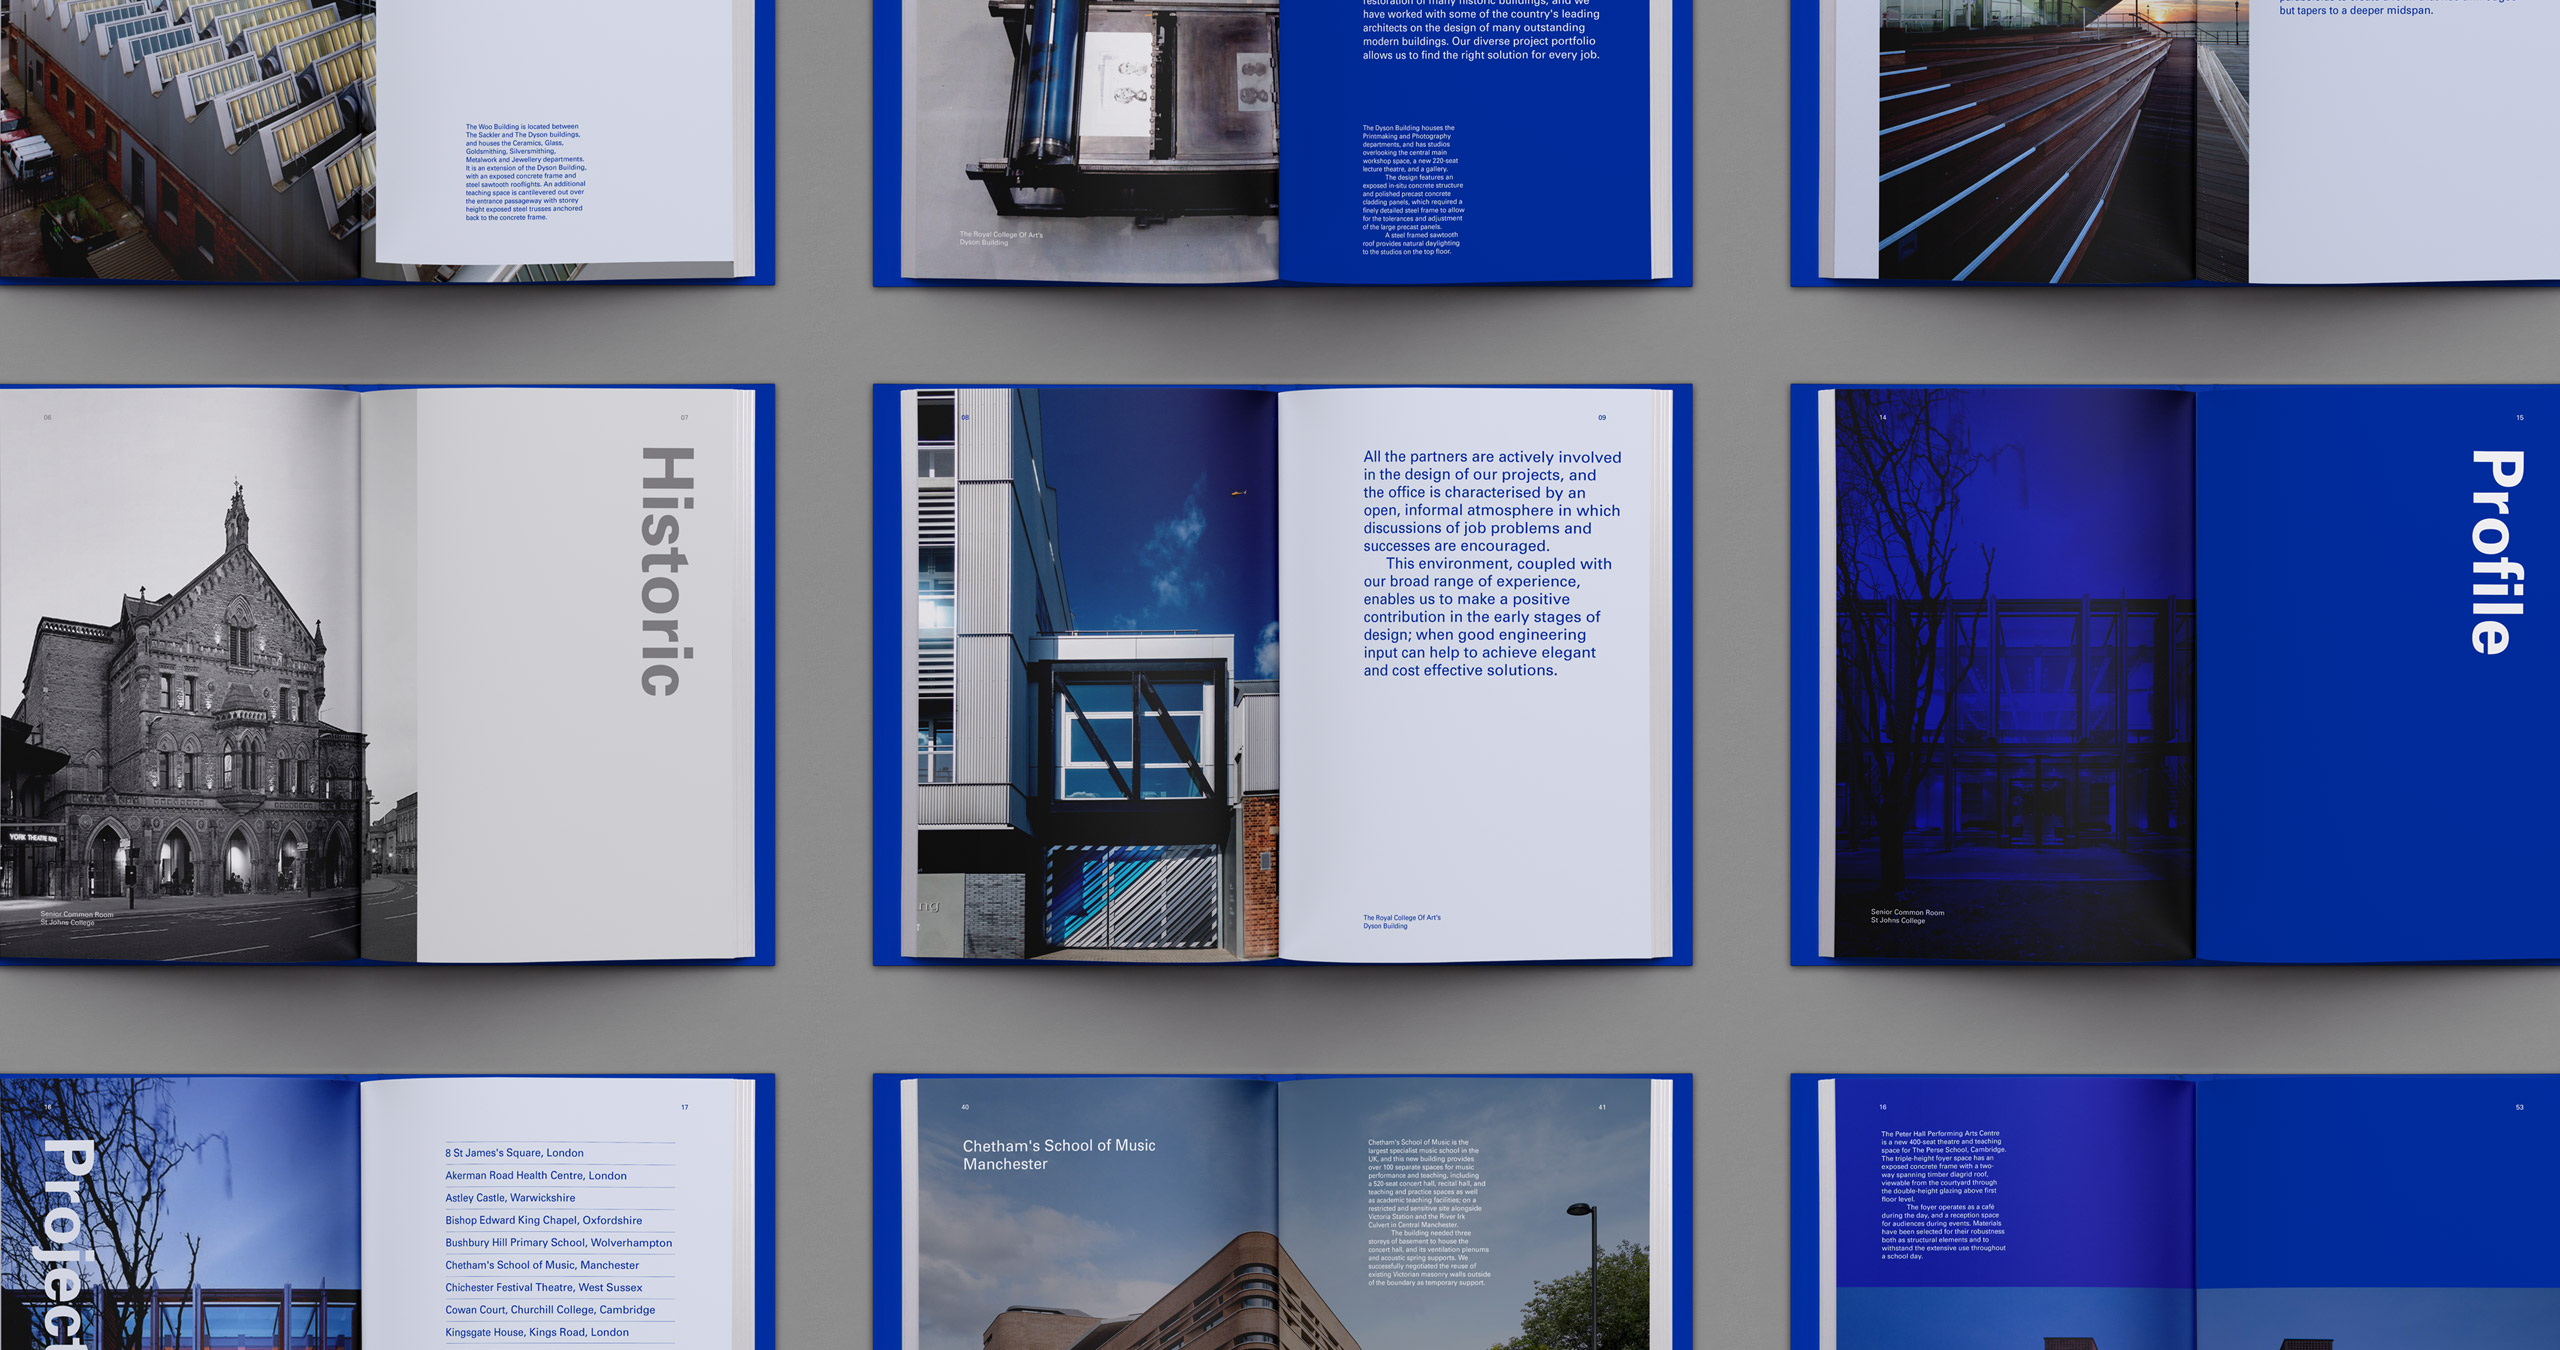 The Woo Building is located between
The Sackler and The Dyson buildings,
and houses the Ceramics, Glass,
Goldsmithing, Silversmithing,
Metalwork and Jewellery departments.
It is an extension of the Dyson Building,
with an exposed concrete frame and
steel sawtooth rooflights. An additional
teaching space is cantilevered out over
the entrance passageway with storey
height exposed steel trusses anchored
back to the concrete frame.
restoration of many historic buildings, and we
have worked with some of the country's leading
architects on the design of many outstanding
modern buildings. Our diverse project portfolio
allows us to find the right solution for every job.
The Dyson Building houses the
Printmaking and Photography
departments, and has studios
overlooking the central main
workshop space, a new 220-seat
lecture theatre, and a gallery.
The design features an
exposed in-situ concrete structure
and polished precast concrete
cladding panels, which required a
finely detailed steel frame to allow
for the tolerances and adjustment
of the large precast panels.
A steel framed sawtooth
roof provides natural daylighting
to the studios on the top floor.
The Royal College Of Art's
Dyson Building
but tapers to a deeper midspan.
06
07
Historic
YORK THEATRE ROYAL
Senior Common Room
St Johns College
08
09
All the partners are actively involved
in the design of our projects, and
the office is characterised by an
open, informal atmosphere in which
discussions of job problems and
successes are encouraged.
This environment, coupled with
our broad range of experience,
enables us to make a positive
contribution in the early stages of
design; when good engineering
input can help to achieve elegant
and cost effective solutions.
The Royal College Of Art's
Dyson Building
14
15
Profile
Senior Common Room
St Johns College
16
17
Project
8 St James's Square, London
Akerman Road Health Centre, London
Astley Castle, Warwickshire
Bishop Edward King Chapel, Oxfordshire
Bushbury Hill Primary School, Wolverhampton
Chetham's School of Music, Manchester
Chichester Festival Theatre, West Sussex
Cowan Court, Churchill College, Cambridge
Kingsgate House, Kings Road, London
40
41
Chetham's School of Music
Manchester
Chetham's School of Music is the
largest specialist music school in the
UK, and this new building provides
over 100 separate spaces for music
performance and teaching, including
a 520-seat concert hall, recital hall, and
teaching and practice spaces as well
as academic teaching facilities; on a
restricted and sensitive site alongside
Victoria Station and the River Irk
Culvert in Central Manchester.
The building needed three
storeys of basement to house the
concert hall, and its ventilation plenums
and acoustic spring supports. We
successfully negotiated the reuse of
existing Victorian masonry walls outside
of the boundary as temporary support.
16
53
The Peter Hall Performing Arts Centre
is a new 400-seat theatre and teaching
space for The Perse School, Cambridge.
The triple-height foyer space has an
exposed concrete frame with a two-
way spanning timber diagrid roof,
viewable from the courtyard through
the double-height glazing above first
floor level.
The foyer operates as a café
during the day, and a reception space
for audiences during events. Materials
have been selected for their robustness
both as structural elements and to
withstand the extensive use throughout
a school day.